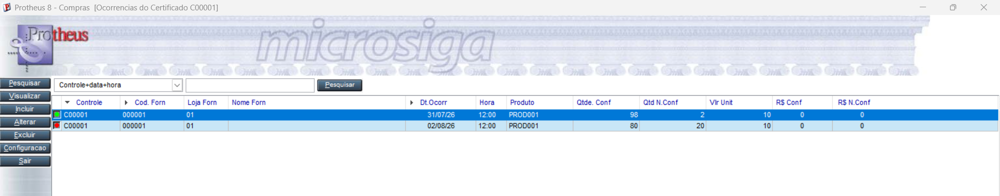 Protheus 8 - Compras [Ocorrencias do Certificado C00001]
Protheus
microsiga
Pesquisar
Controle+data+hora
Pesquisar
Visualizar
Incluir
Alterar
Excluir
Configuracao
Sair
Controle Cod. Forn Loja Forn Nome Forn Dt.Ocorr Hora Produto Qtde. Conf Qtd N.Conf Vlr Unit R$ Conf R$ N.Conf
C00001 000001 01 31/07/26 12:00 PROD001 98 2 10 0 0
C00001 000001 01 02/08/26 12:00 PROD001 80 20 10 0 0